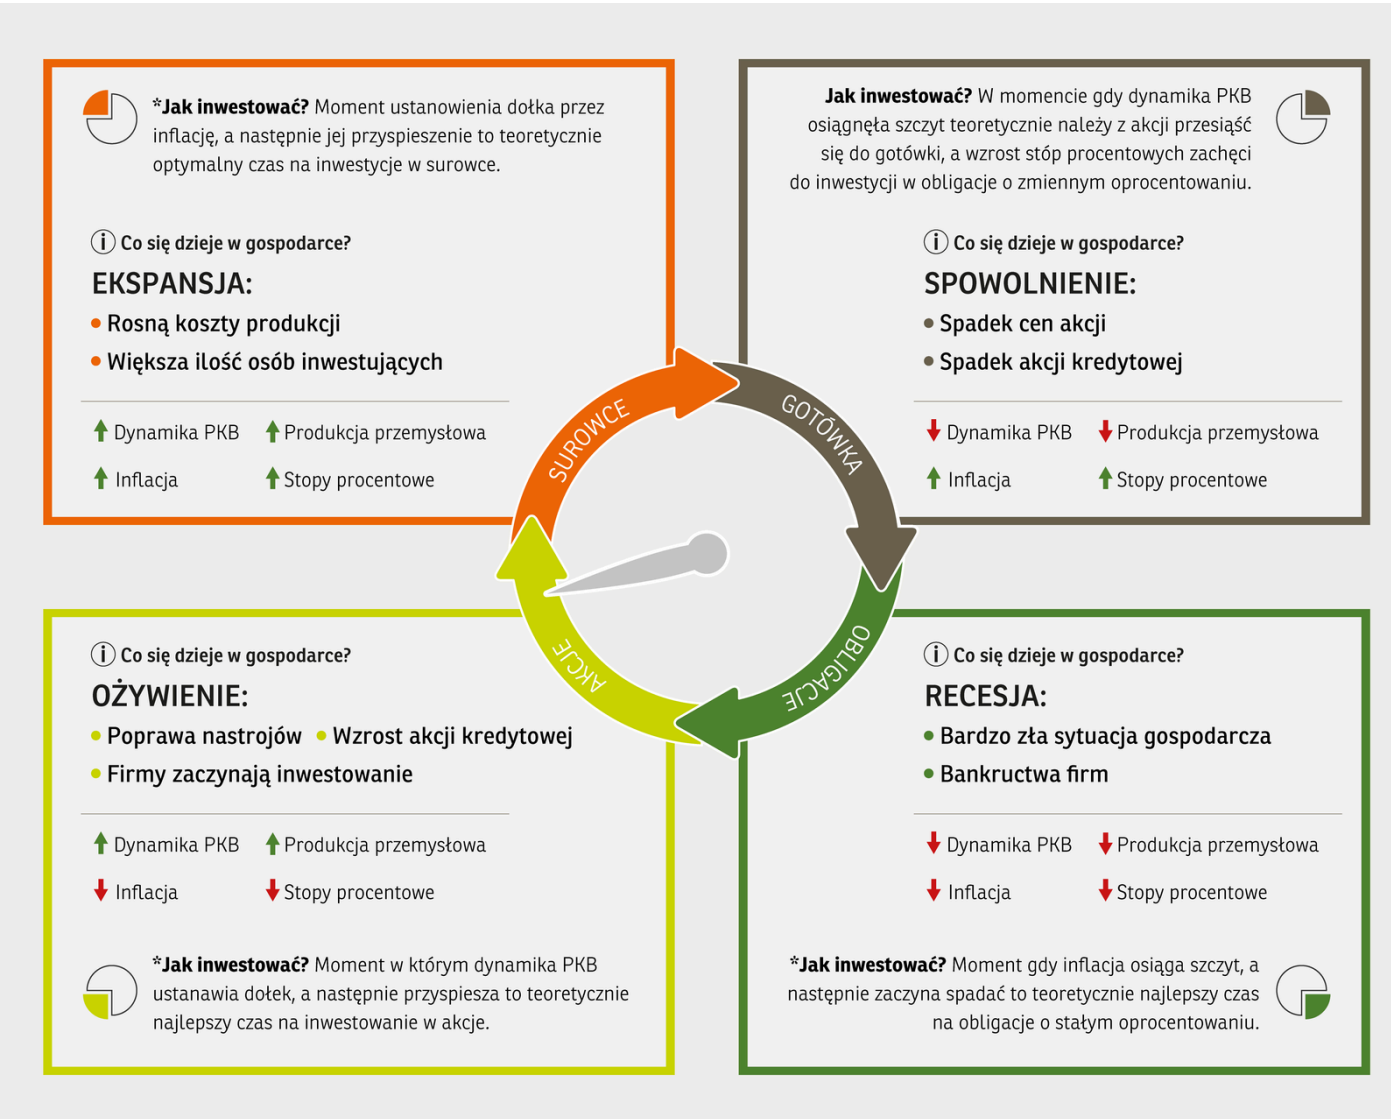 *Jak inwestować? Moment ustanowienia dołka przez
inflację, a następnie jej przyspieszenie to teoretycznie
optymalny czas na inwestycje w surowce.
i Co się dzieje w gospodarce?
EKSPANSJA:
• Rosną koszty produkcji
• Większa ilość osób inwestujących
Dynamika PKB Produkcja przemysłowa
Inflacja Stopy procentowe
Jak inwestować? W momencie gdy dynamika PKB
osiągnęła szczyt teoretycznie należy z akcji przesiąść
się do gotówki, a wzrost stóp procentowych zachęci
do inwestycji w obligacje o zmiennym oprocentowaniu.
i Co się dzieje w gospodarce?
SPOWOLNIENIE:
• Spadek cen akcji
• Spadek akcji kredytowej
Dynamika PKB Produkcja przemysłowa
Inflacja Stopy procentowe
SUROWCE
GOTÓWKA
AKCJE
OBLIGACJE
i Co się dzieje w gospodarce?
OŻYWIENIE:
• Poprawa nastrojów • Wzrost akcji kredytowej
• Firmy zaczynają inwestowanie
Dynamika PKB Produkcja przemysłowa
Inflacja Stopy procentowe
*Jak inwestować? Moment w którym dynamika PKB
ustanawia dołek, a następnie przyspiesza to teoretycznie
najlepszy czas na inwestowanie w akcje.
i Co się dzieje w gospodarce?
RECESJA:
• Bardzo zła sytuacja gospodarcza
• Bankructwa firm
Dynamika PKB Produkcja przemysłowa
Inflacja Stopy procentowe
*Jak inwestować? Moment gdy inflacja osiąga szczyt, a
następnie zaczyna spadać to teoretycznie najlepszy czas
na obligacje o stałym oprocentowaniu.